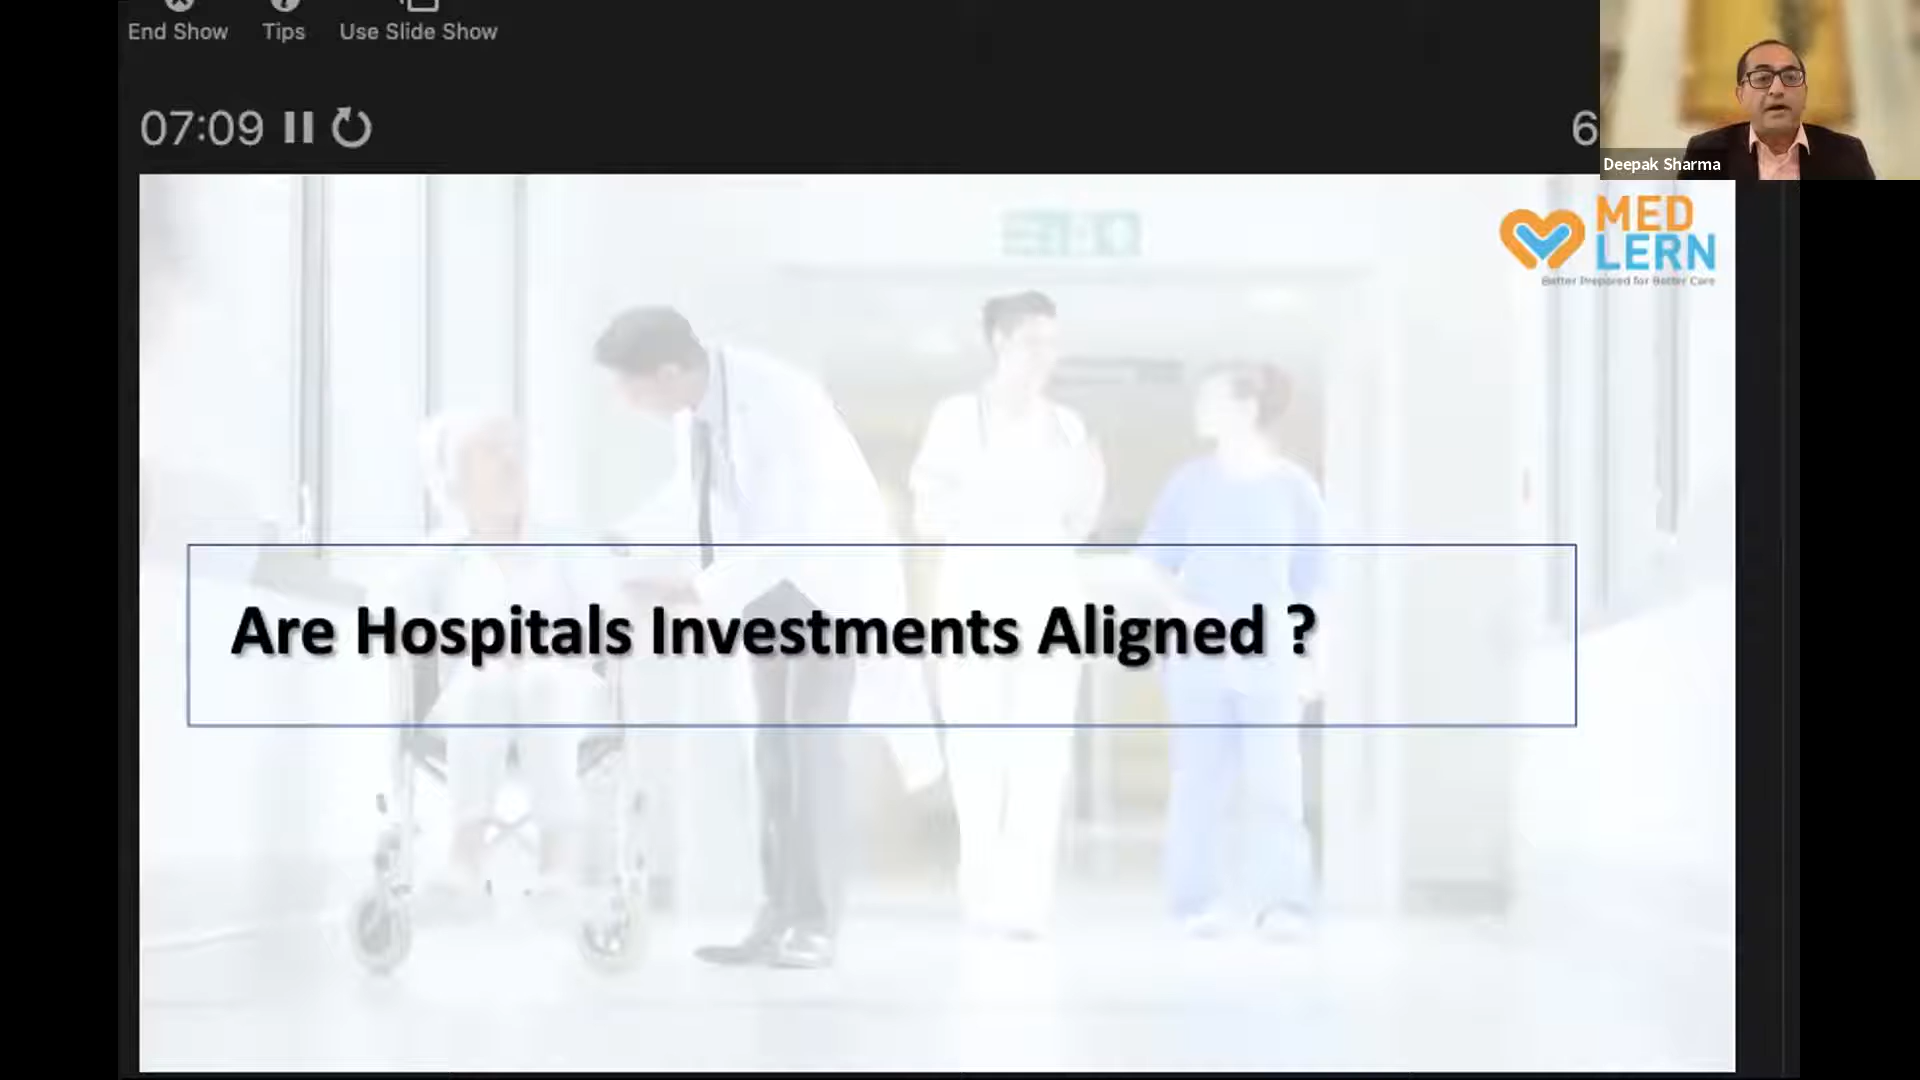 End Show Tips Use Slide Show
07:09
6
Deepak Sharma
MED
LERN
Better Prepared for Better Care
Are Hospitals Investments Aligned ?